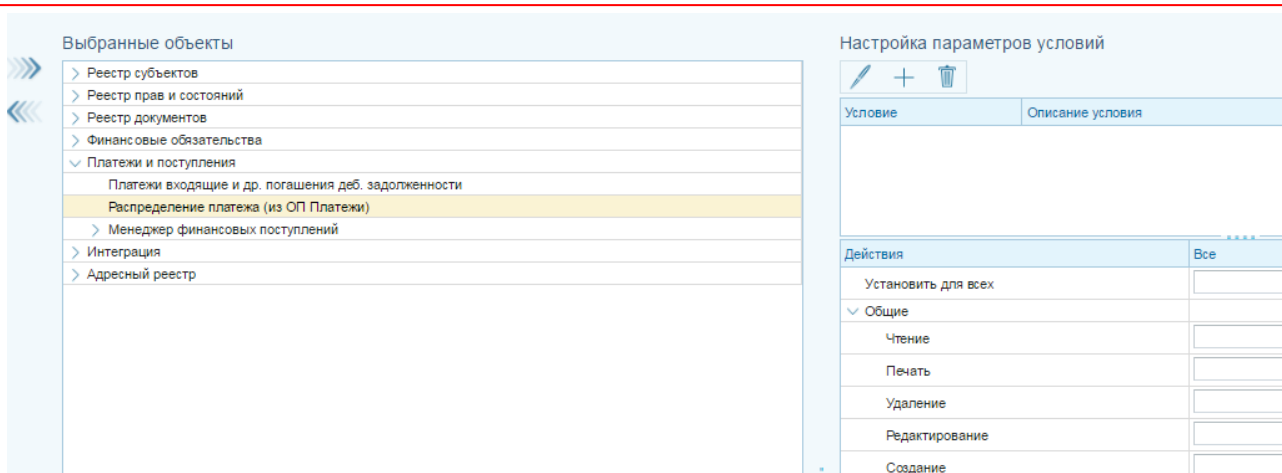 Выбранные объекты
Реестр субъектов
Реестр прав и состояний
Реестр документов
Финансовые обязательства
Платежи и поступления
Платежи входящие и др. погашения деб. задолженности
Распределение платежа (из ОП Платежи)
Менеджер финансовых поступлений
Интеграция
Адресный реестр
Настройка параметров условий
Условие Описание условия
Действия Все
Установить для всех
Общие
Чтение
Печать
Удаление
Редактирование
Создание